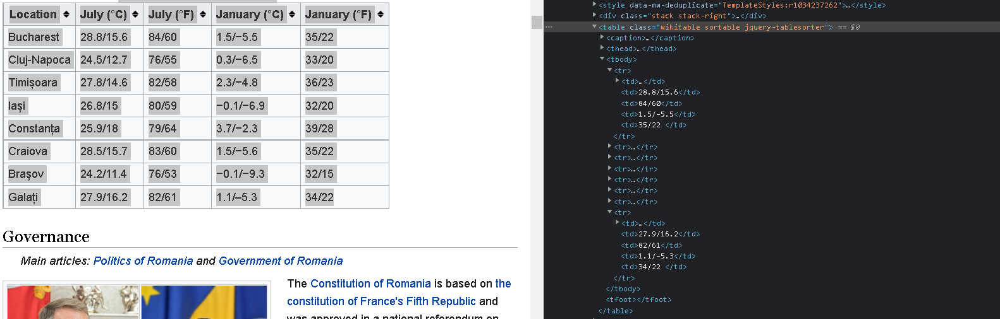 Location July (°C) July (°F) January (°C) January (°F)
Bucharest 28.8/15.6 84/60 1.5/−5.5 35/22
Cluj-Napoca 24.5/12.7 76/55 0.3/−6.5 33/20
Timișoara 27.8/14.6 82/58 2.3/−4.8 36/23
Iași 26.8/15 80/59 −0.1/−6.9 32/20
Constanța 25.9/18 79/64 3.7/−2.3 39/28
Craiova 28.5/15.7 83/60 1.5/−5.6 35/22
Brașov 24.2/11.4 76/53 −0.1/−9.3 32/15
Galați 27.9/16.2 82/61 1.1/–5.3 34/22
Governance
Main articles: Politics of Romania and Government of Romania
The Constitution of Romania is based on the
constitution of France's Fifth Republic and
was approved in a national referendum on
<style data-mw-deduplicate="TemplateStyles:r1034237262">…</style>
<div class="stack stack-right">…</div>
<table class="wikitable sortable jquery-tablesorter"> == $0
<caption>…</caption>
<thead>…</thead>
<tbody>
<tr>
<td>…</td>
<td>28.8/15.6</td>
<td>84/60</td>
<td>1.5/−5.5</td>
<td>35/22 </td>
</tr>
<tr>…</tr>
<tr>…</tr>
<tr>…</tr>
<tr>…</tr>
<tr>…</tr>
<tr>…</tr>
<tr>
<td>…</td>
<td>27.9/16.2</td>
<td>82/61</td>
<td>1.1/–5.3</td>
<td>34/22 </td>
</tr>
</tbody>
<tfoot></tfoot>
</table>